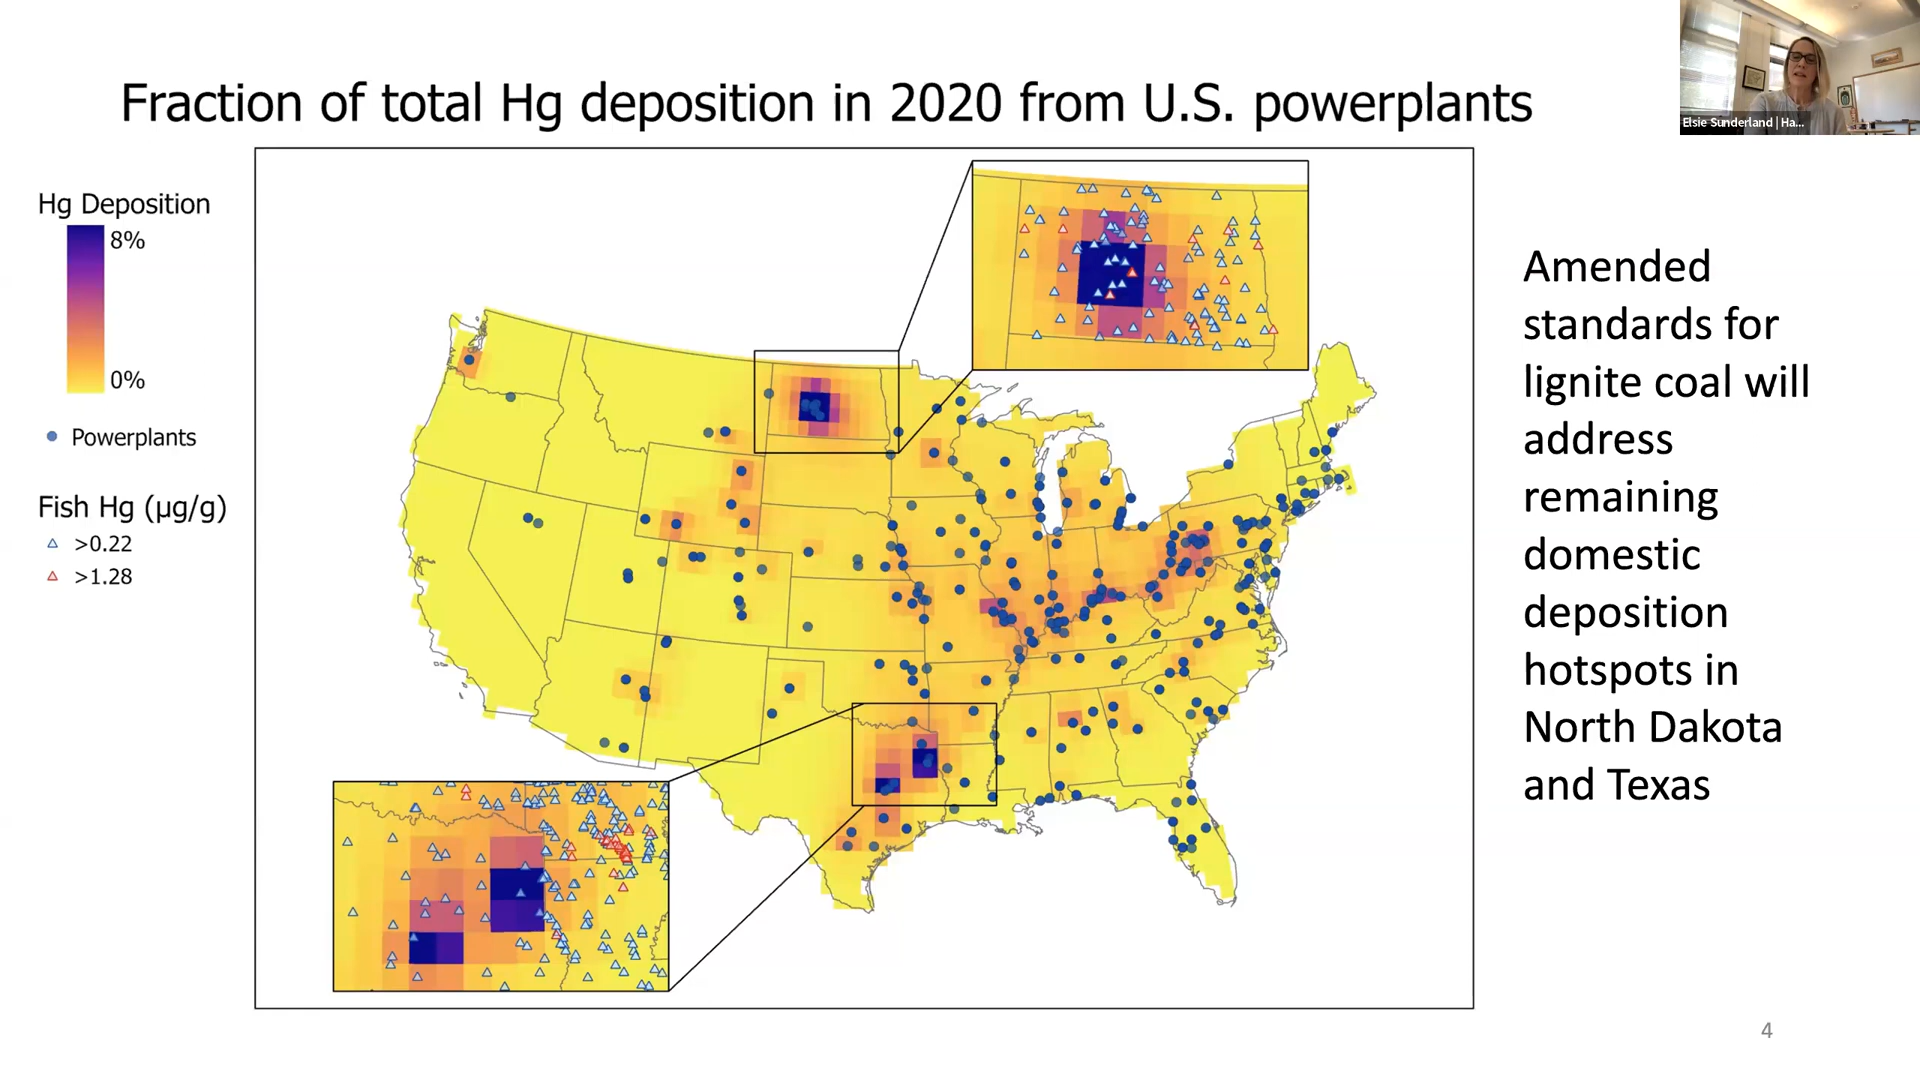 Fraction of total Hg deposition in 2020 from U.S. powerplants
Elsie Sunderland | Ha...
Hg Deposition
8%
0%
Powerplants
Fish Hg (µg/g)
>0.22
>1.28
Amended
standards for
lignite coal will
address
remaining
domestic
deposition
hotspots in
North Dakota
and Texas
4